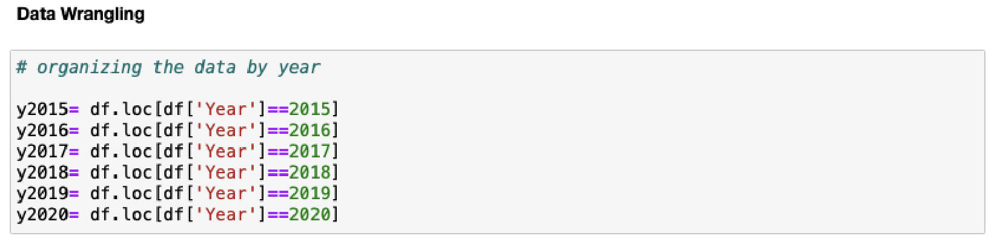 Data Wrangling
# organizing the data by year
y2015= df.loc[df['Year']==2015]
y2016= df.loc[df['Year']==2016]
y2017= df.loc[df['Year']==2017]
y2018= df.loc[df['Year']==2018]
y2019= df.loc[df['Year']==2019]
y2020= df.loc[df['Year']==2020]